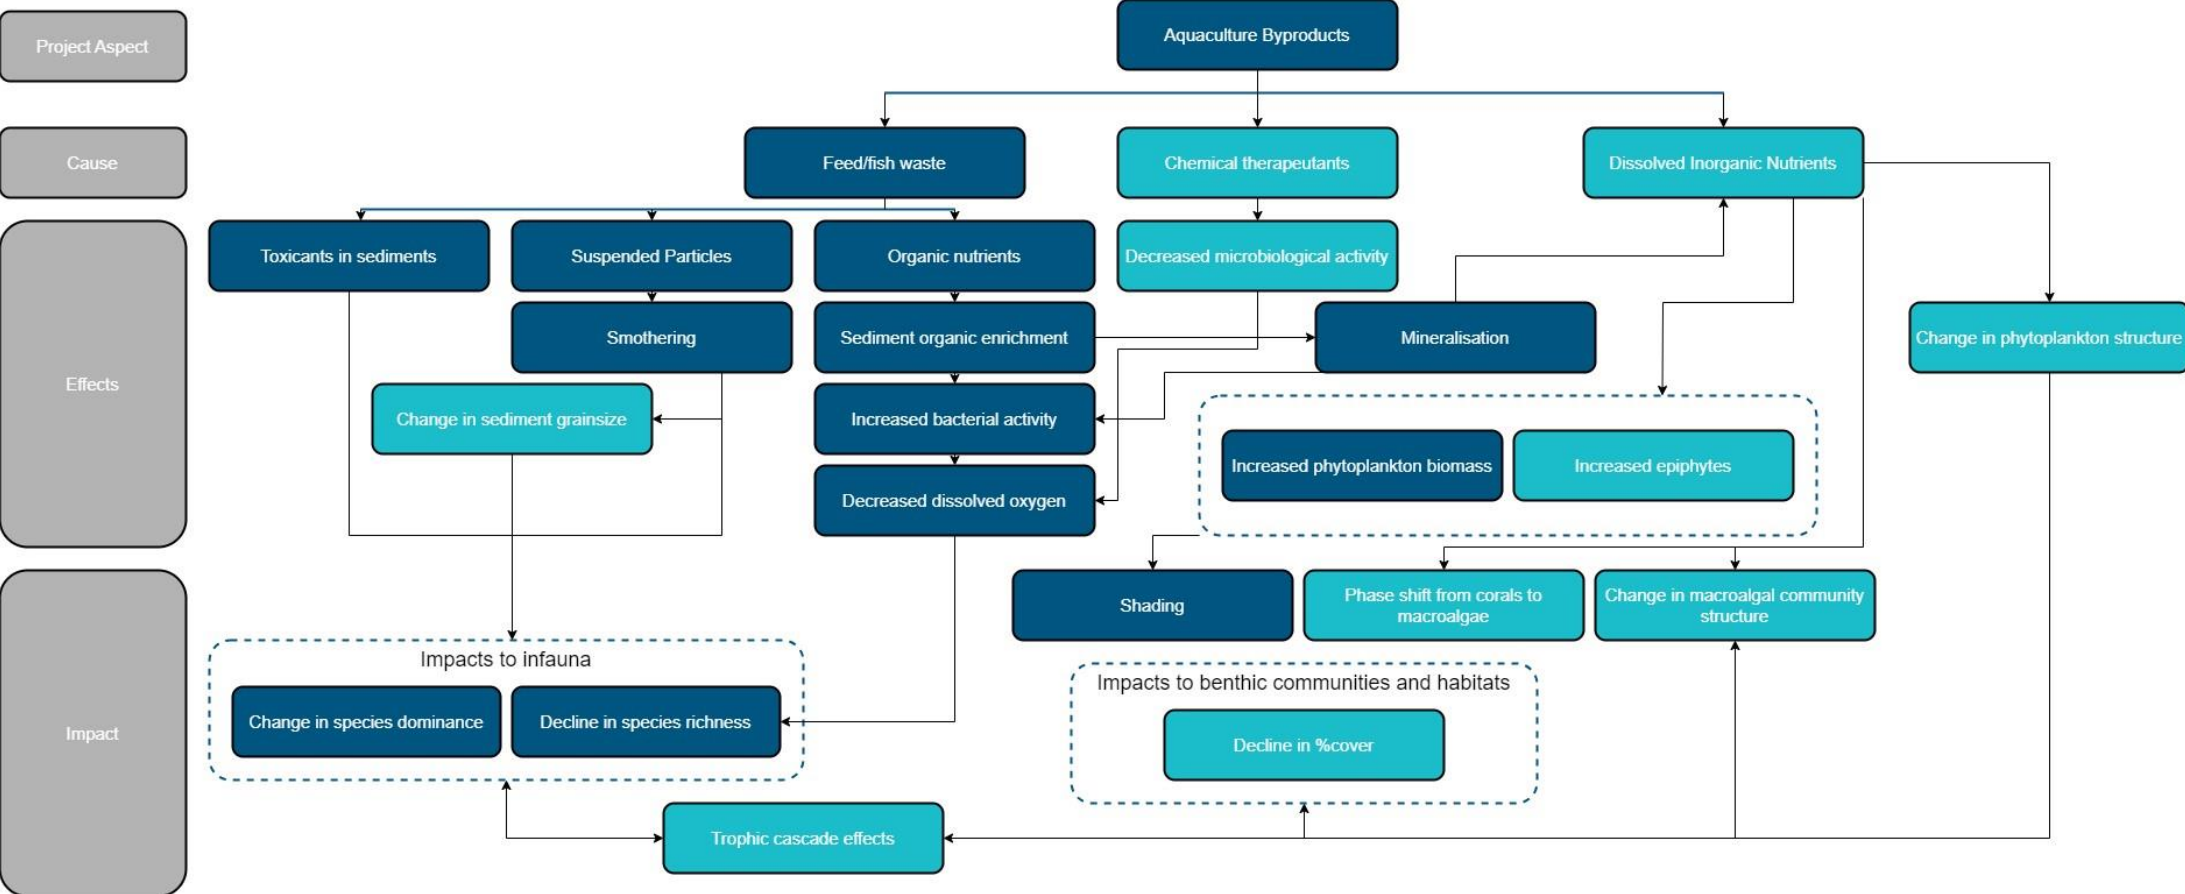 Project Aspect
Aquaculture Byproducts
Cause
Feed/fish waste
Chemical therapeutants
Dissolved Inorganic Nutrients
Effects
Toxicants in sediments
Suspended Particles
Organic nutrients
Decreased microbiological activity
Smothering
Sediment organic enrichment
Mineralisation
Change in phytoplankton structure
Change in sediment grainsize
Increased bacterial activity
Increased phytoplankton biomass
Increased epiphytes
Decreased dissolved oxygen
Impact
Shading
Phase shift from corals to
macroalgae
Change in macroalgal community
structure
Impacts to infauna
Change in species dominance
Decline in species richness
Impacts to benthic communities and habitats
Decline in %cover
Trophic cascade effects